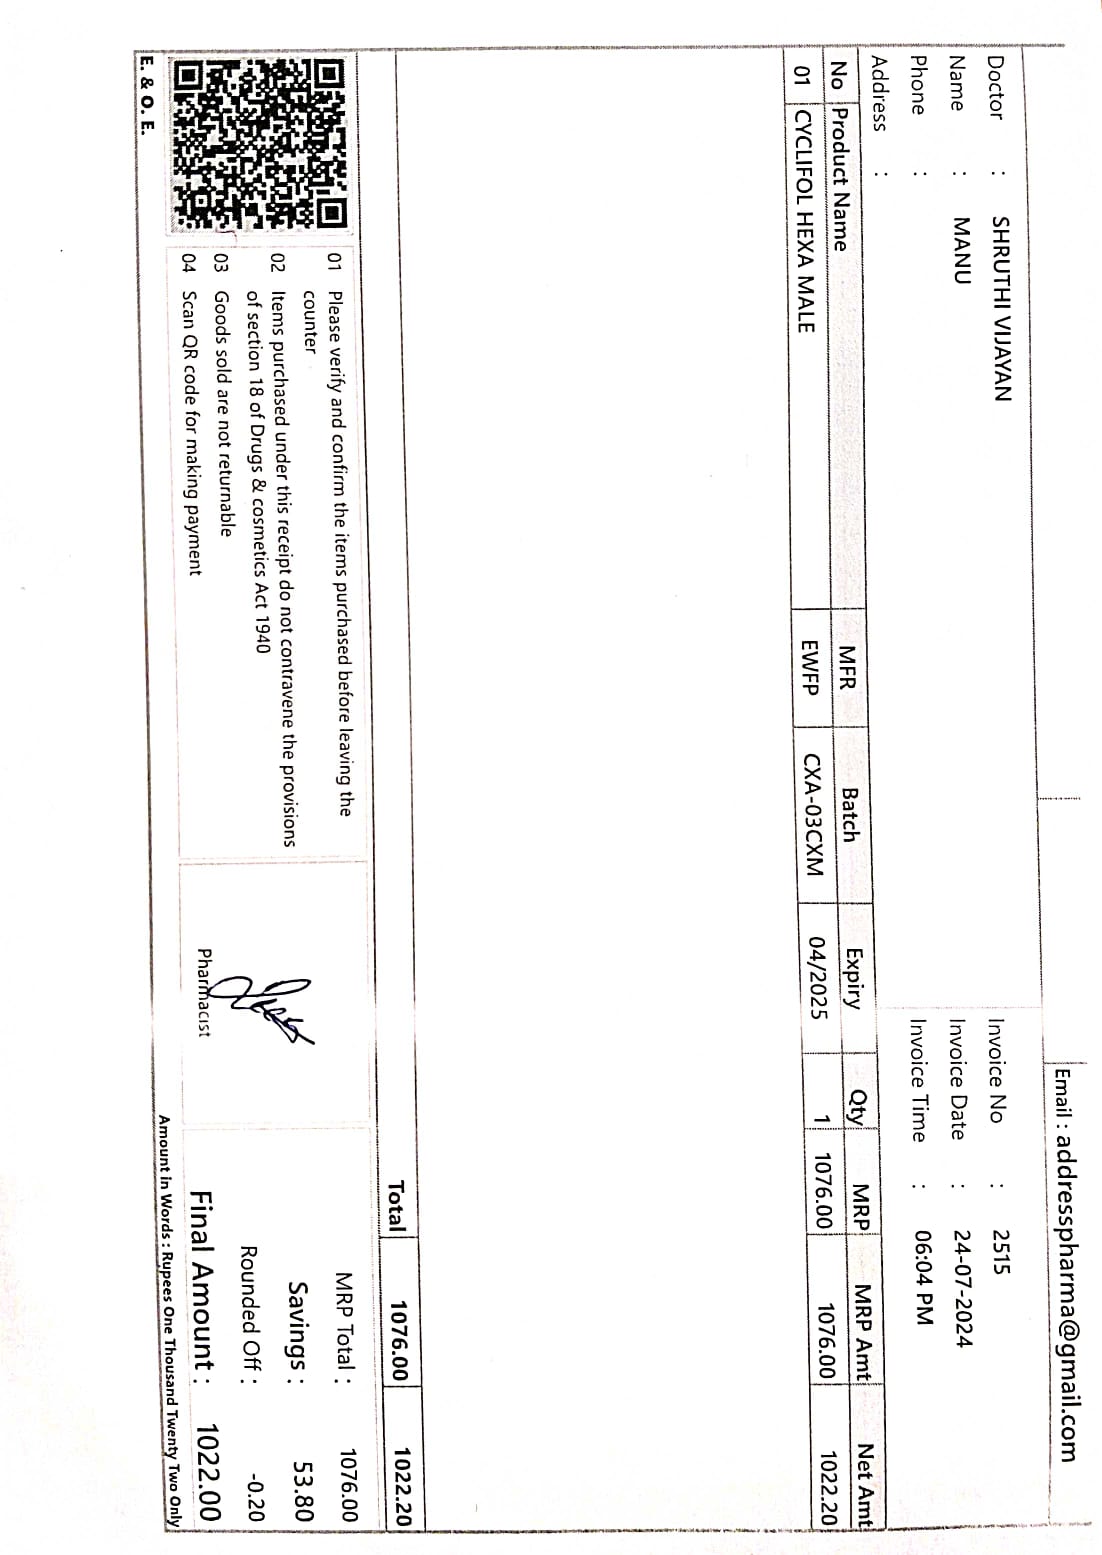 Email : addresspharma@gmail.com
Doctor : SHRUTHI VIJAYAN
Name : MANU
Phone :
Address :
Invoice No : 2515
Invoice Date : 24-07-2024
Invoice Time : 06:04 PM
No Product Name MFR Batch Expiry Qty MRP MRP Amt Net Amt
01 CYCLIFOL HEXA MALE EWFP CXA-03CXM 04/2025 1 1076.00 1076.00 1022.20
Total 1076.00 1022.20
01 Please verify and confirm the items purchased before leaving the
counter
02 Items purchased under this receipt do not contravene the provisions
of section 18 of Drugs & cosmetics Act 1940
03 Goods sold are not returnable
04 Scan QR code for making payment
Pharmacist
MRP Total : 1076.00
Savings : 53.80
Rounded Off : -0.20
Final Amount : 1022.00
Amount in Words : Rupees One Thousand Twenty Two Only
E. & O. E.